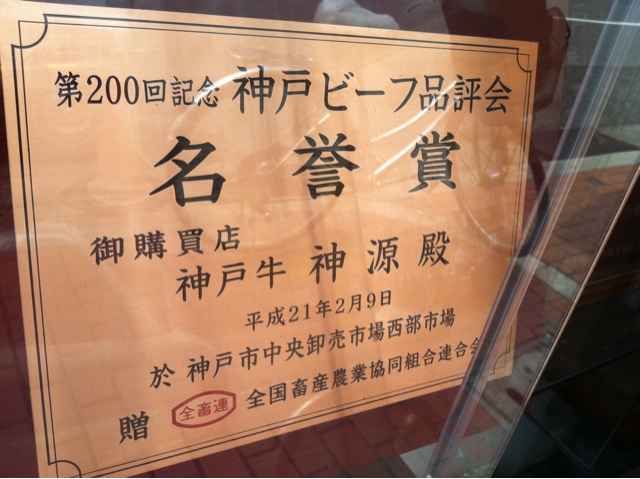 第200回記念 神戸ビーフ品評会
名誉賞
御購買店
神戸牛 神源殿
平成21年2月9日
於 神戸市中央卸売市場西部市場
贈 全畜連 全国畜産農業協同組合連合会